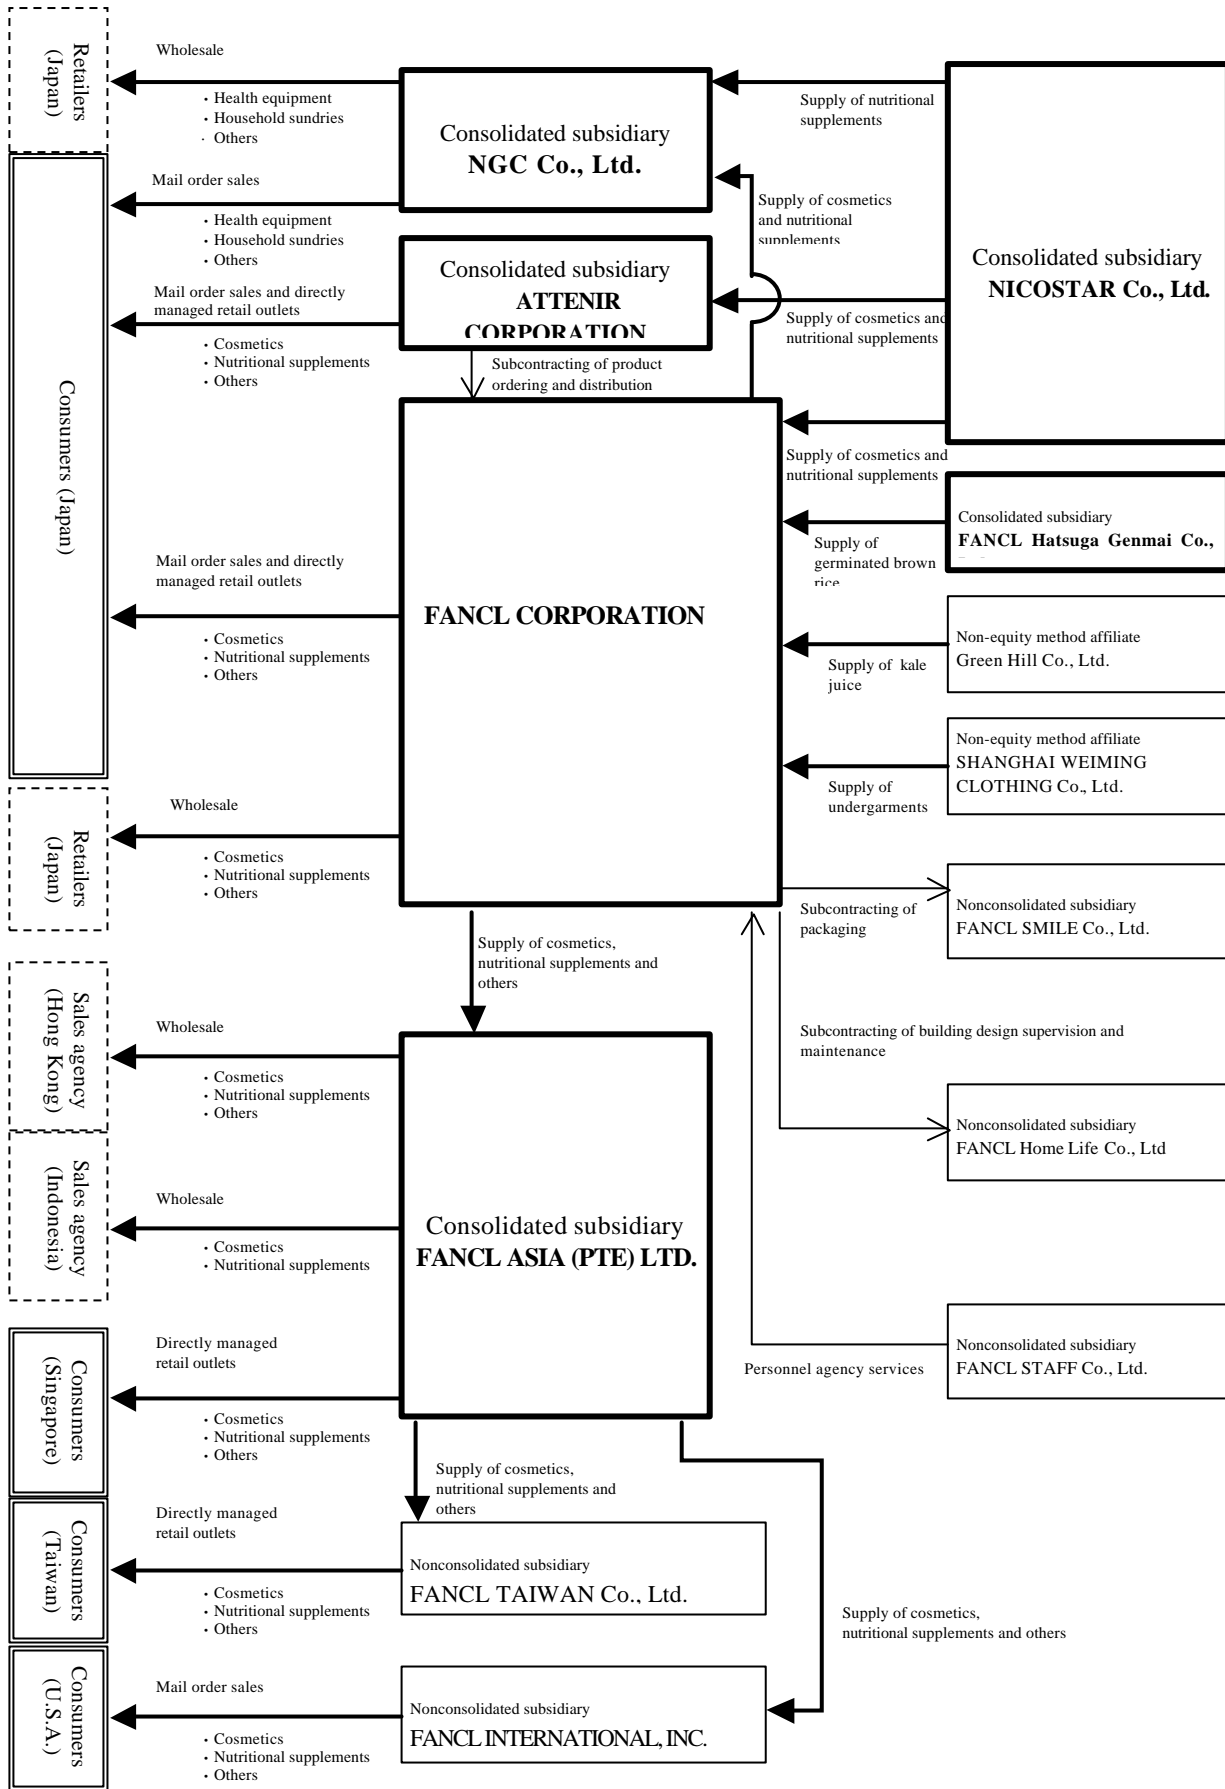 Retailers
(Japan)
Wholesale
· Health equipment
· Household sundries
· Others
Consolidated subsidiary
NGC Co., Ltd.
Supply of nutritional
supplements
Mail order sales
· Health equipment
· Household sundries
· Others
Supply of cosmetics
and nutritional
supplements
Consolidated subsidiary
NICOSTAR Co., Ltd.
Consumers (Japan)
Mail order sales and directly
managed retail outlets
· Cosmetics
· Nutritional supplements
· Others
Consolidated subsidiary
ATTENIR
CORPORATION
Supply of cosmetics and
nutritional supplements
Subcontracting of product
ordering and distribution
Supply of cosmetics and
nutritional supplements
Consolidated subsidiary
FANCL Hatsuga Genmai Co.,
Supply of
germinated brown
rice
Mail order sales and directly
managed retail outlets
· Cosmetics
· Nutritional supplements
· Others
FANCL CORPORATION
Non-equity method affiliate
Green Hill Co., Ltd.
Supply of kale
juice
Non-equity method affiliate
SHANGHAI WEIMING
CLOTHING Co., Ltd.
Supply of
undergarments
Retailers
(Japan)
Wholesale
· Cosmetics
· Nutritional supplements
· Others
Subcontracting of
packaging
Nonconsolidated subsidiary
FANCL SMILE Co., Ltd.
Supply of cosmetics,
nutritional supplements and
others
Sales agency
(Hong Kong)
Wholesale
· Cosmetics
· Nutritional supplements
· Others
Subcontracting of building design supervision and
maintenance
Nonconsolidated subsidiary
FANCL Home Life Co., Ltd
Sales agency
(Indonesia)
Wholesale
· Cosmetics
· Nutritional supplements
Consolidated subsidiary
FANCL ASIA (PTE) LTD.
Consumers
(Singapore)
Directly managed
retail outlets
· Cosmetics
· Nutritional supplements
· Others
Personnel agency services
Nonconsolidated subsidiary
FANCL STAFF Co., Ltd.
Supply of cosmetics,
nutritional supplements and
others
Consumers
(Taiwan)
Directly managed
retail outlets
· Cosmetics
· Nutritional supplements
· Others
Nonconsolidated subsidiary
FANCL TAIWAN Co., Ltd.
Supply of cosmetics,
nutritional supplements and others
Consumers
(U.S.A.)
Mail order sales
· Cosmetics
· Nutritional supplements
· Others
Nonconsolidated subsidiary
FANCL INTERNATIONAL, INC.